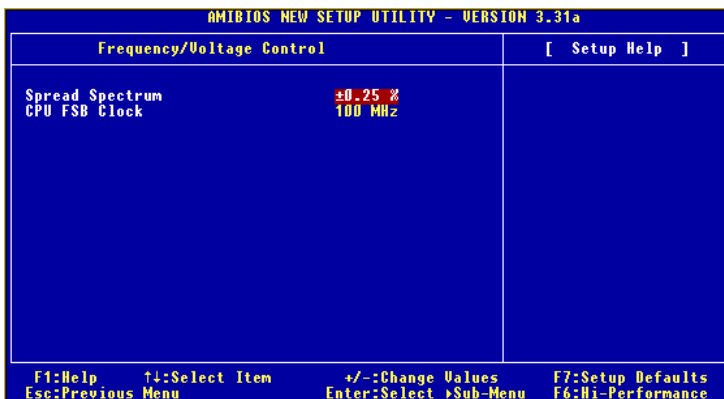 AMIBIOS NEW SETUP UTILITY - VERSION 3.31a
Frequency/Voltage Control
[ Setup Help ]
Spread Spectrum ±0.25 %
CPU FSB Clock 100 MHz
F1:Help ↑↓:Select Item +/-:Change Values F7:Setup Defaults
Esc:Previous Menu Enter:Select ▸Sub-Menu F6:Hi-Performance